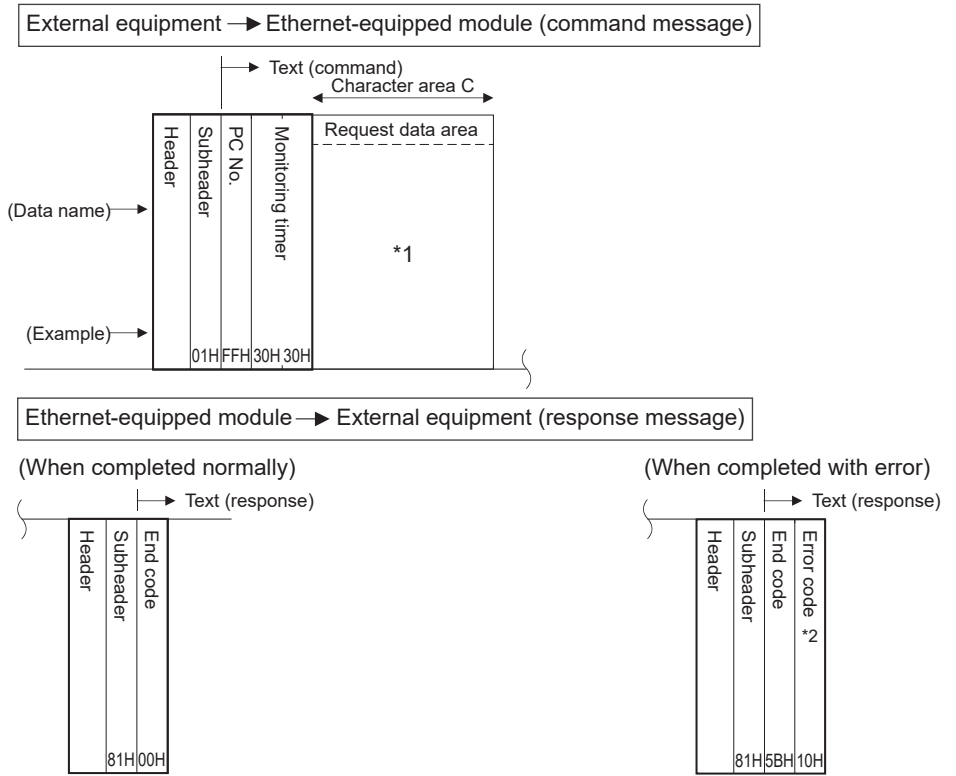 External equipment → Ethernet-equipped module (command message)
Text (command)
Character area C
Header
Subheader
PC No.
Monitoring timer
Request data area
(Data name)
*1
(Example)
01H FFH 30H 30H
Ethernet-equipped module → External equipment (response message)
(When completed normally)
Text (response)
Header
Subheader
End code
81H 00H
(When completed with error)
Text (response)
Header
Subheader
End code
Error code
*2
81H 5BH 10H